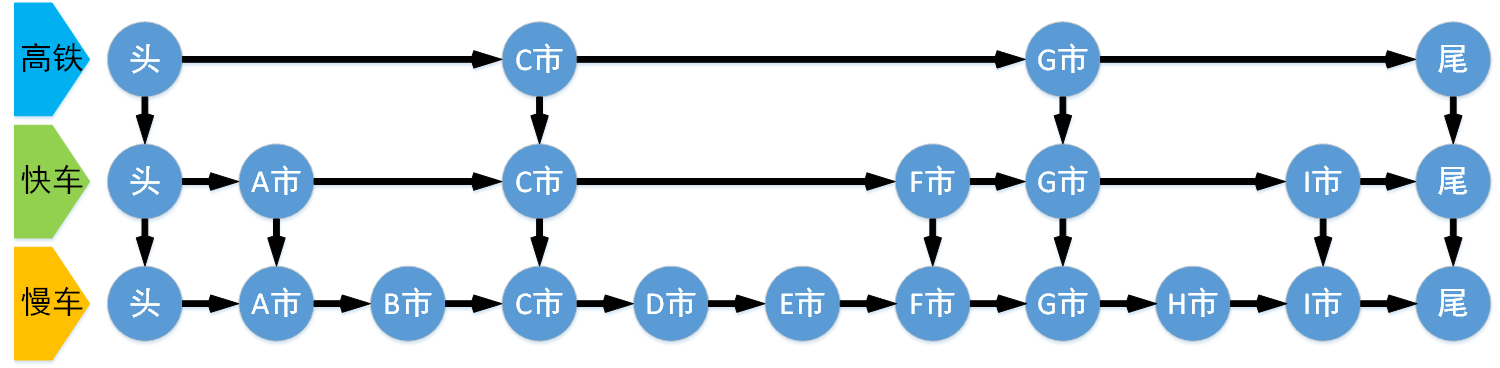 高铁 头 C市 G市 尾
快车 头 A市 C市 F市 G市 I市 尾
慢车 头 A市 B市 C市 D市 E市 F市 G市 H市 I市 尾